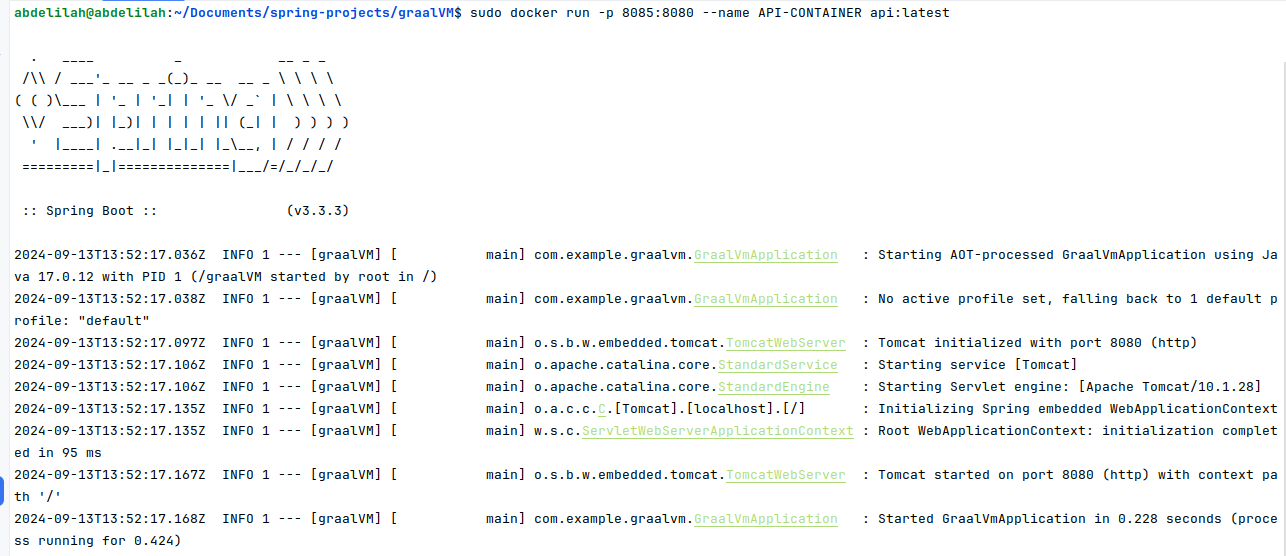 abdelilah@abdelilah:~/Documents/spring-projects/graalVM$ sudo docker run -p 8085:8080 --name API-CONTAINER api:latest
  .   ____          _            __ _ _
 /\\ / ___'_ __ _ _(_)_ __  __ _ \ \ \ \
( ( )\___ | '_ | '_| | '_ \/ _` | \ \ \ \
 \\/  ___)| |_)| | | | | || (_| |  ) ) ) )
  '  |____| .__|_| |_|_| |_\__, | / / / /
 =========|_|==============|___/=/_/_/_/
 :: Spring Boot ::                (v3.3.3)
2024-09-13T13:52:17.036Z  INFO 1 --- [graalVM] [           main] com.example.graalvm.GraalVmApplication   : Starting AOT-processed GraalVmApplication using Ja
va 17.0.12 with PID 1 (/graalVM started by root in /)
2024-09-13T13:52:17.038Z  INFO 1 --- [graalVM] [           main] com.example.graalvm.GraalVmApplication   : No active profile set, falling back to 1 default p
rofile: "default"
2024-09-13T13:52:17.097Z  INFO 1 --- [graalVM] [           main] o.s.b.w.embedded.tomcat.TomcatWebServer  : Tomcat initialized with port 8080 (http)
2024-09-13T13:52:17.106Z  INFO 1 --- [graalVM] [           main] o.apache.catalina.core.StandardService   : Starting service [Tomcat]
2024-09-13T13:52:17.106Z  INFO 1 --- [graalVM] [           main] o.apache.catalina.core.StandardEngine    : Starting Servlet engine: [Apache Tomcat/10.1.28]
2024-09-13T13:52:17.135Z  INFO 1 --- [graalVM] [           main] o.a.c.c.C.[Tomcat].[localhost].[/]       : Initializing Spring embedded WebApplicationContext
2024-09-13T13:52:17.135Z  INFO 1 --- [graalVM] [           main] w.s.c.ServletWebServerApplicationContext : Root WebApplicationContext: initialization complet
ed in 95 ms
2024-09-13T13:52:17.167Z  INFO 1 --- [graalVM] [           main] o.s.b.w.embedded.tomcat.TomcatWebServer  : Tomcat started on port 8080 (http) with context pa
th '/'
2024-09-13T13:52:17.168Z  INFO 1 --- [graalVM] [           main] com.example.graalvm.GraalVmApplication   : Started GraalVmApplication in 0.228 seconds (proce
ss running for 0.424)